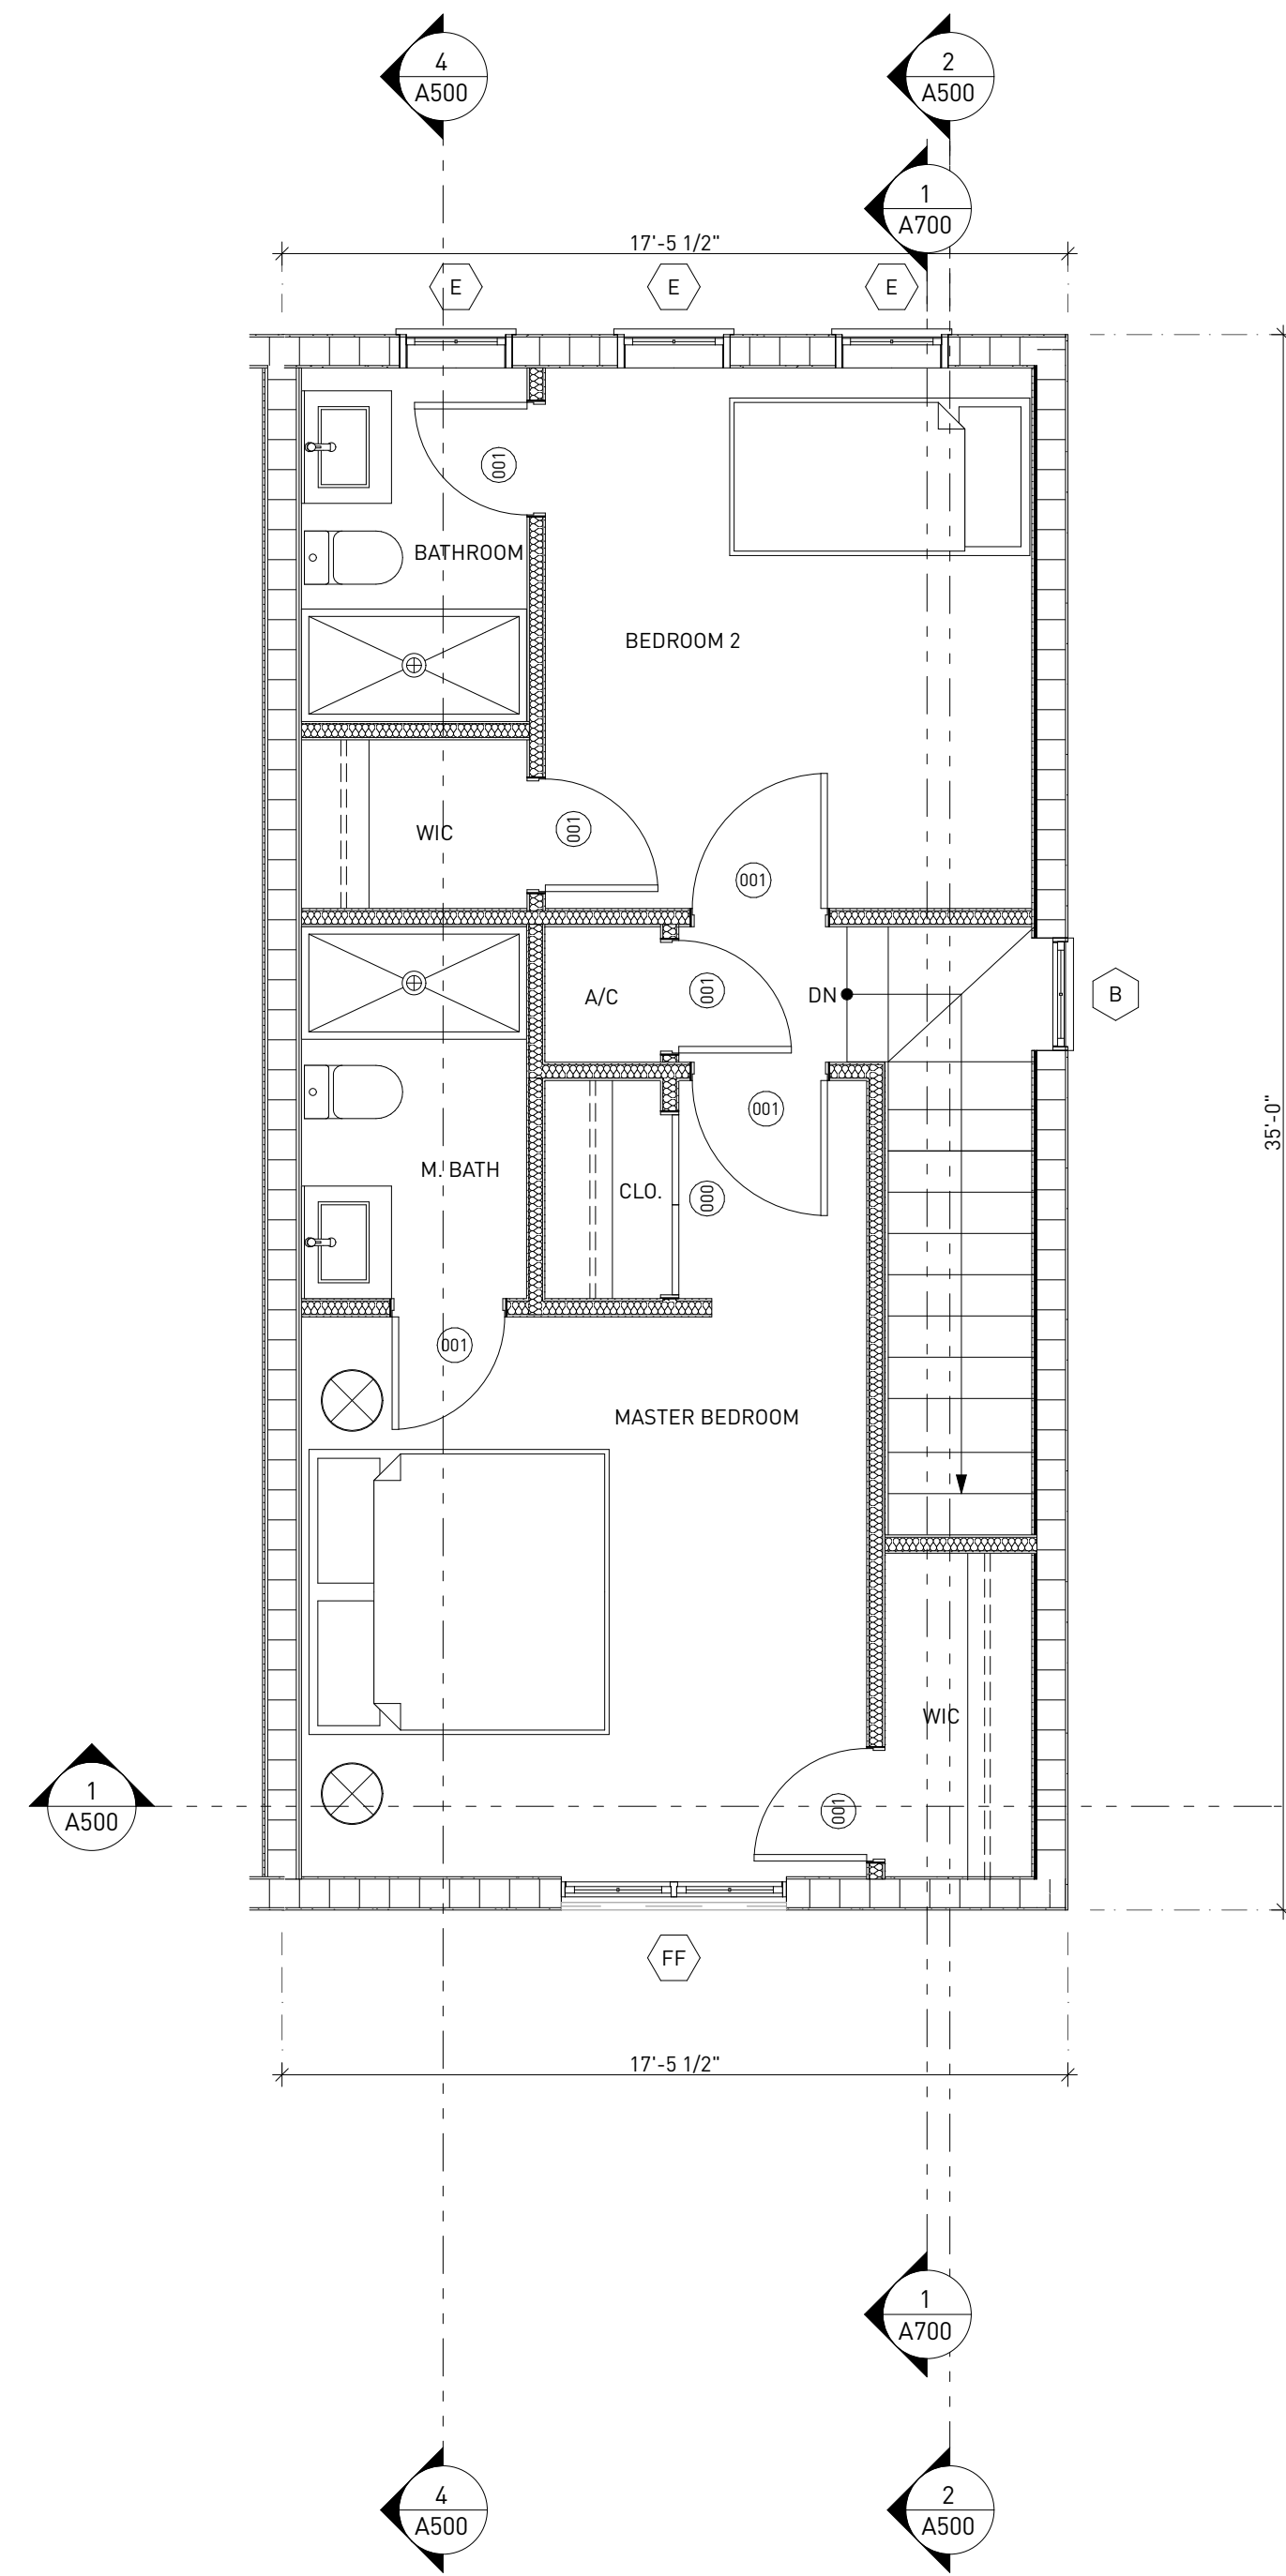 4
A500
2
A500
1
A700
17'-5 1/2"
E
E
E
001
BATHROOM
BEDROOM 2
WIC
001
001
A/C
001
DN
B
001
35'-0"
M. BATH
CLO.
000
001
MASTER BEDROOM
WIC
1
A500
001
FF
17'-5 1/2"
1
A700
4
A500
2
A500